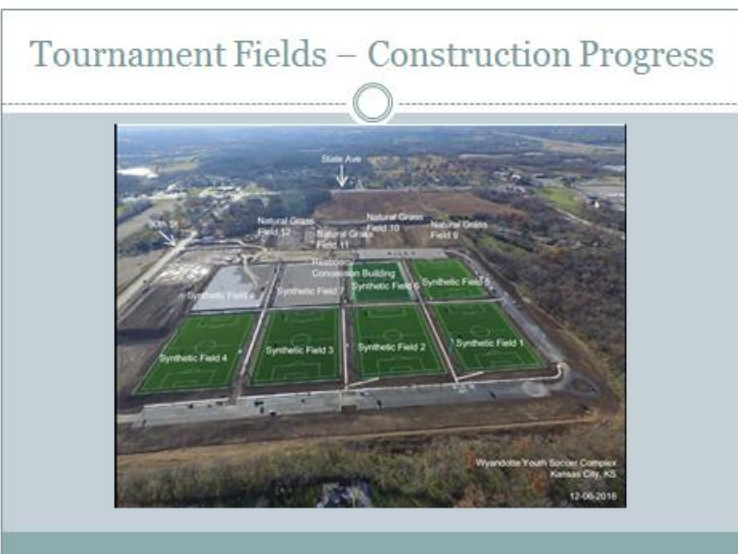 Tournament Fields – Construction Progress
State Ave
90th St
Natural Grass
Field 12
Natural Grass
Field 11
Natural Grass
Field 10
Natural Grass
Field 9
Restroom/
Concession Building
Synthetic Field
Synthetic Field 7
Synthetic Field 6
Synthetic Field 5
Synthetic Field 4
Synthetic Field 3
Synthetic Field 2
Synthetic Field 1
Wyandotte Youth Soccer Complex
Kansas City, KS
12-06-2016